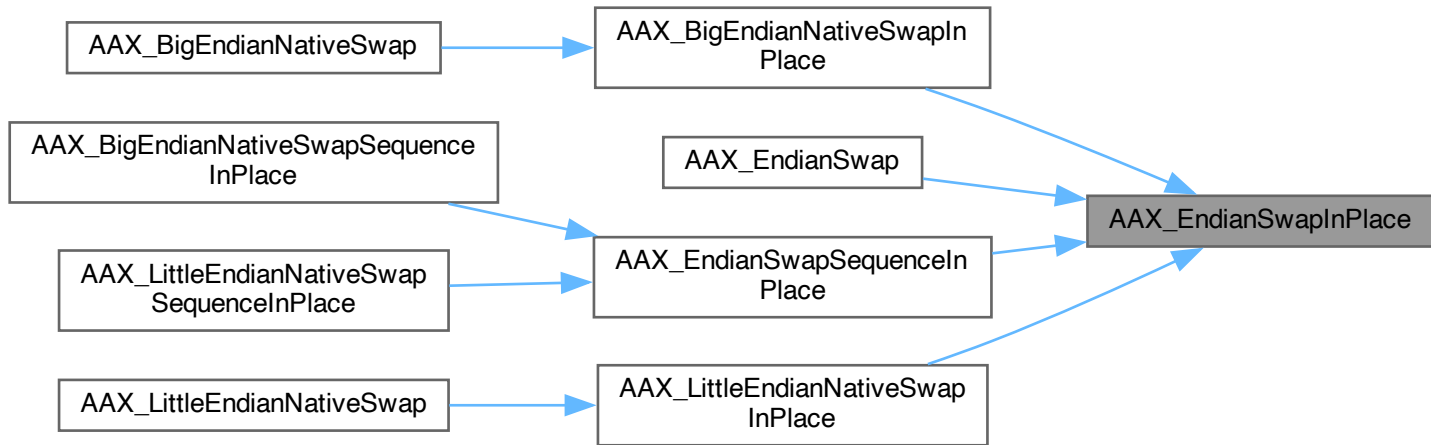 AAX_BigEndianNativeSwap
AAX_BigEndianNativeSwapIn
Place
AAX_BigEndianNativeSwapSequence
InPlace
AAX_EndianSwap
AAX_EndianSwapInPlace
AAX_LittleEndianNativeSwap
SequenceInPlace
AAX_EndianSwapSequenceIn
Place
AAX_LittleEndianNativeSwap
AAX_LittleEndianNativeSwap
InPlace